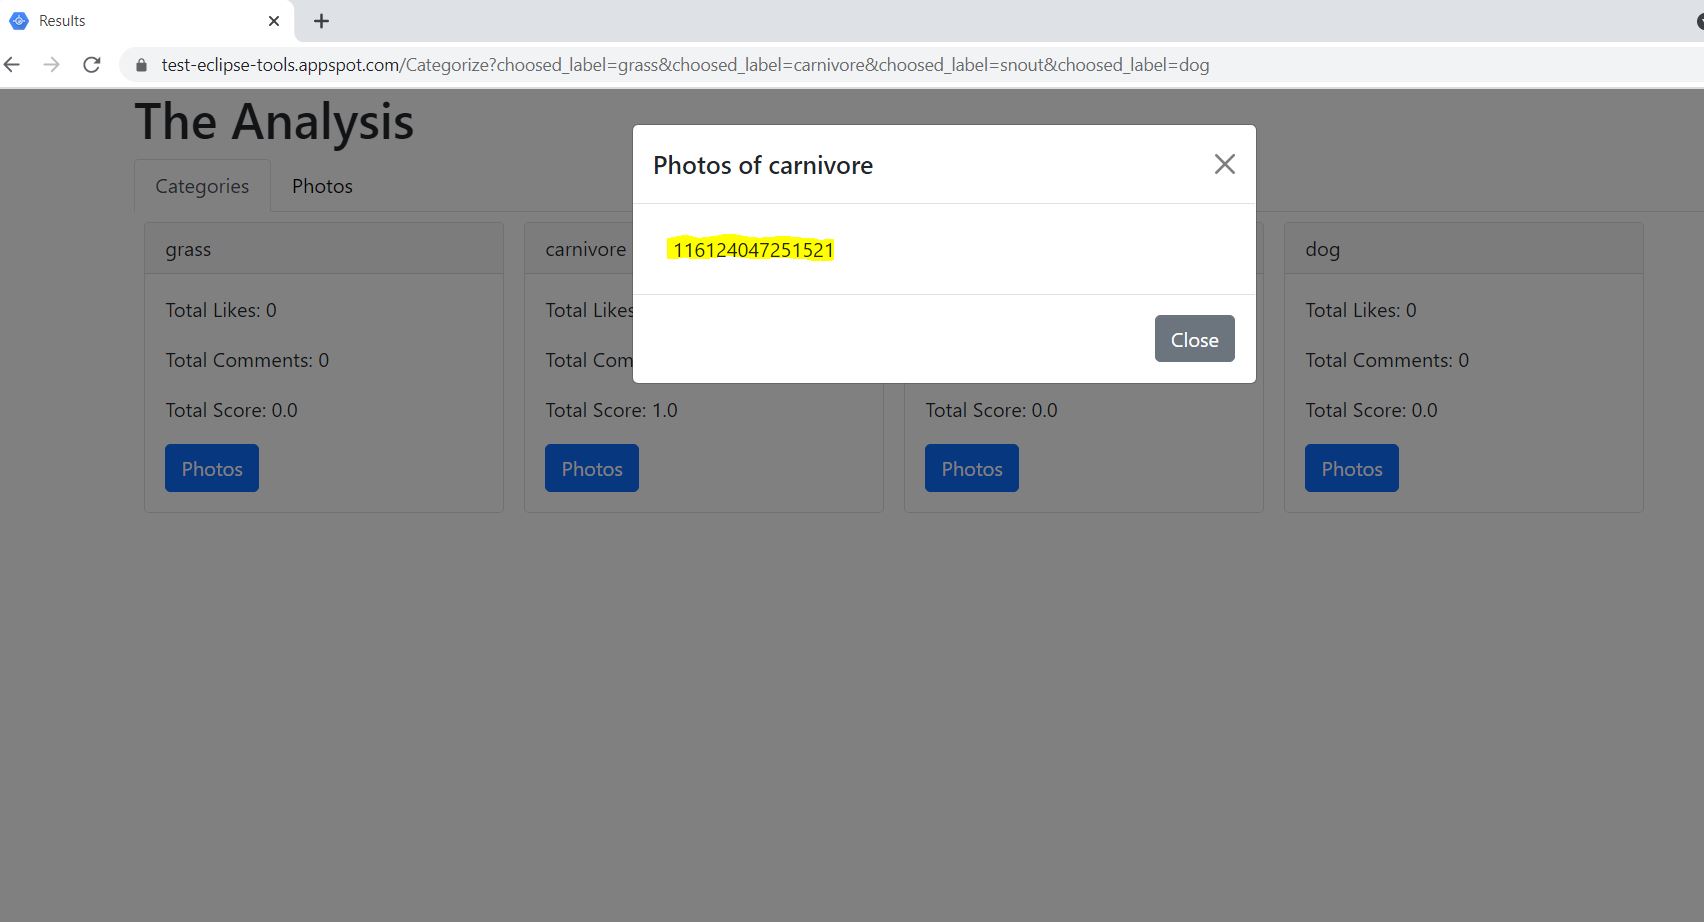 Results
test-eclipse-tools.appspot.com/Categorize?choosed_label=grass&choosed_label=carnivore&choosed_label=snout&choosed_label=dog
The Analysis
Categories
Photos
Photos of carnivore
116124047251521
Close
grass
Total Likes: 0
Total Comments: 0
Total Score: 0.0
Photos
carnivore
Total Likes
Total Com
Total Score: 1.0
Photos
Total Score: 0.0
Photos
dog
Total Likes: 0
Total Comments: 0
Total Score: 0.0
Photos